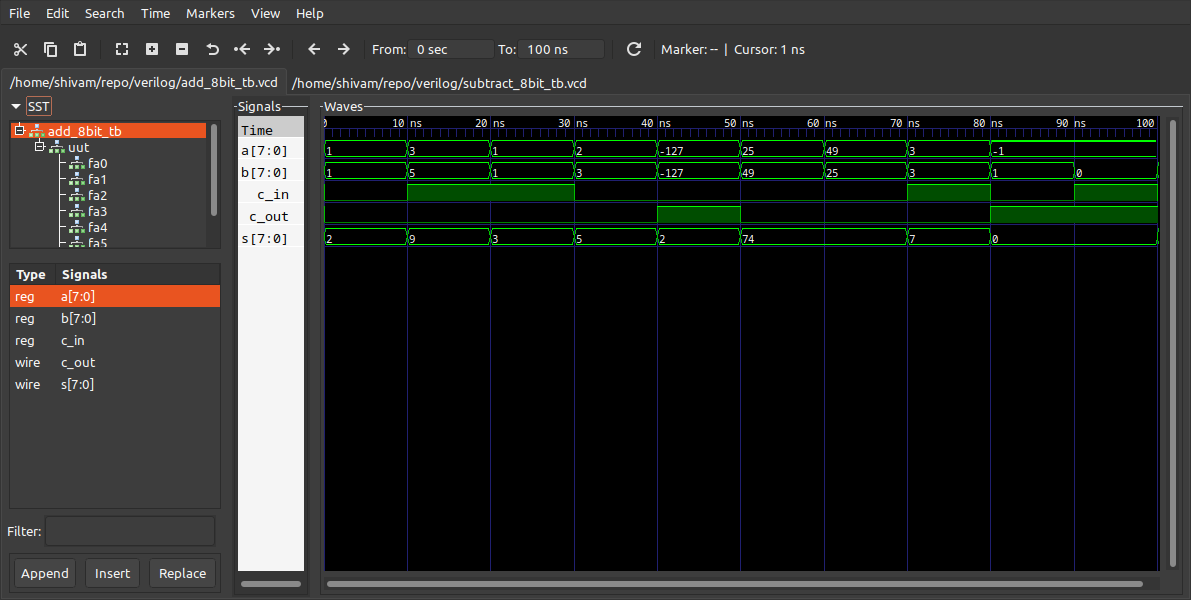 File Edit Search Time Markers View Help
From: 0 sec To: 100 ns Marker: -- | Cursor: 1 ns
/home/shivam/repo/verilog/add_8bit_tb.vcd /home/shivam/repo/verilog/subtract_8bit_tb.vcd
SST
add_8bit_tb
uut
fa0
fa1
fa2
fa3
fa4
fa5
Type Signals
reg a[7:0]
reg b[7:0]
reg c_in
wire c_out
wire s[7:0]
Filter:
Append Insert Replace
Signals
Time
a[7:0]
b[7:0]
c_in
c_out
s[7:0]
Waves
0 10 ns 20 ns 30 ns 40 ns 50 ns 60 ns 70 ns 80 ns 90 ns 100
1 3 1 2 -127 25 49 3 -1
1 5 1 3 -127 49 25 3 1 0
2 9 3 5 2 74 7 0